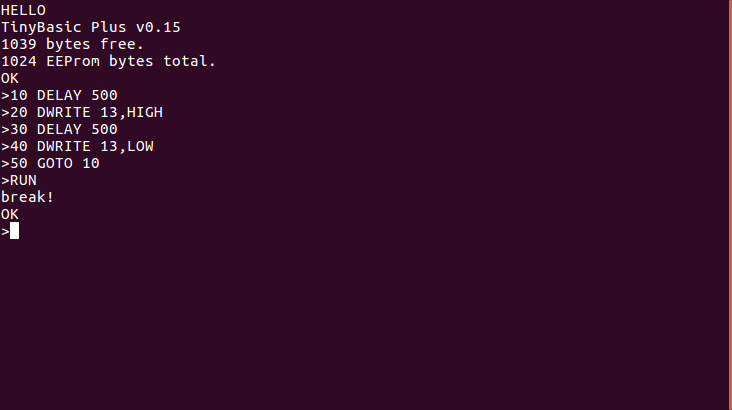 HELLO
TinyBasic Plus v0.15
1039 bytes free.
1024 EEProm bytes total.
OK
>10 DELAY 500
>20 DWRITE 13,HIGH
>30 DELAY 500
>40 DWRITE 13,LOW
>50 GOTO 10
>RUN
break!
OK
>